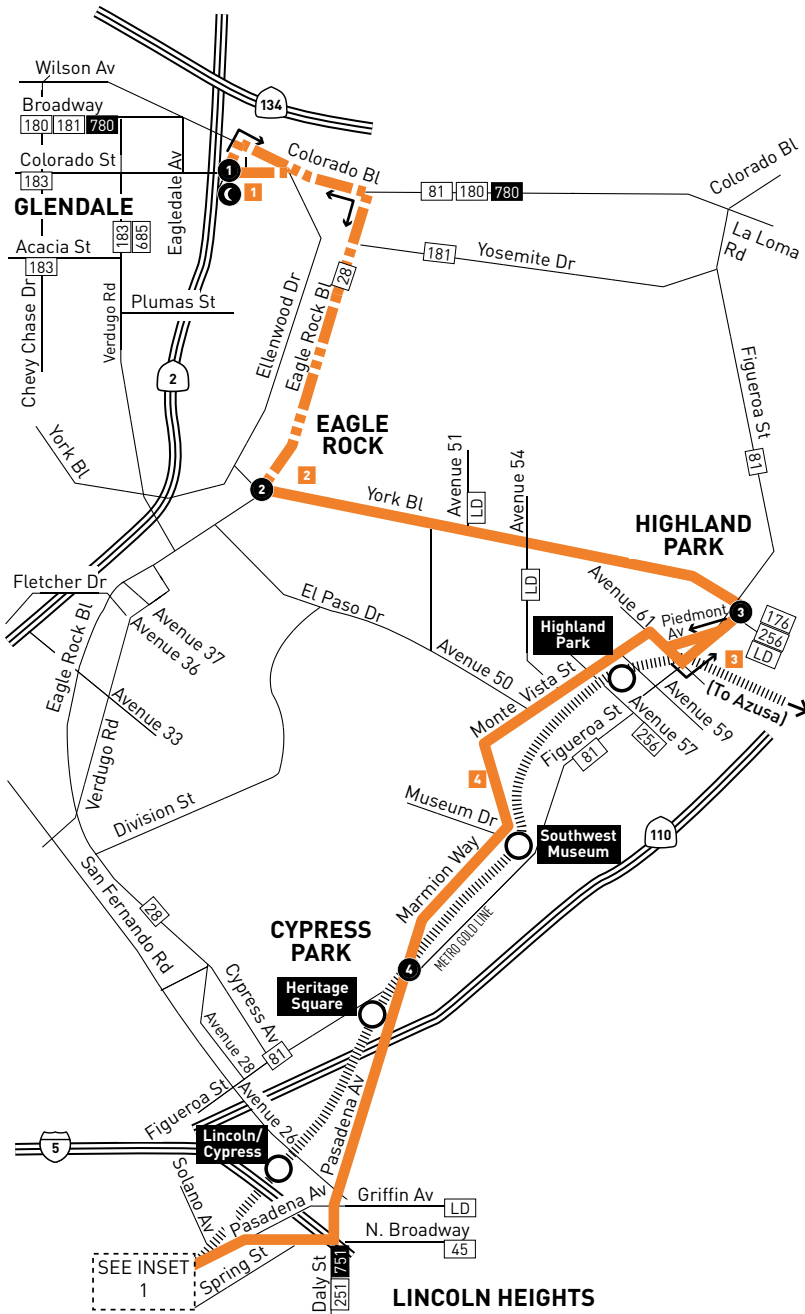 Wilson Av
134
Broadway
180 181 780
Eagledale Av
Colorado St
183
1
1
Colorado Bl
81 180 780
Colorado Bl
La Loma
Rd
GLENDALE
183
685
Acacia St
183
181
Yosemite Dr
28
Chevy Chase Dr
Verdugo Rd
Plumas St
Ellenwood Dr
Eagle Rock Bl
2
Figueroa St
81
York Bl
EAGLE
ROCK
2
2
York Bl
Avenue 51
LD
Avenue 54
LD
HIGHLAND
PARK
Fletcher Dr
Eagle Rock Bl
Avenue 37
Avenue 36
Avenue 33
El Paso Dr
Avenue 50
Avenue 61
Piedmont
Av
3
176
256
LD
3
Highland
Park
(To Azusa)
Avenue 59
Avenue 57
256
Monte Vista St
Figueroa St
81
Verdugo Rd
4
Museum Dr
Division St
Southwest
Museum
110
Marmion Way
METRO GOLD LINE
San Fernando Rd
28
CYPRESS
PARK
4
Heritage
Square
Cypress Av
81
Avenue 28
Figueroa St
Avenue 26
Pasadena Av
5
Lincoln/
Cypress
Solano Av
Pasadena Av
Griffin Av
LD
N. Broadway
45
SEE INSET
1
Spring St
Daly St
251
751
LINCOLN HEIGHTS